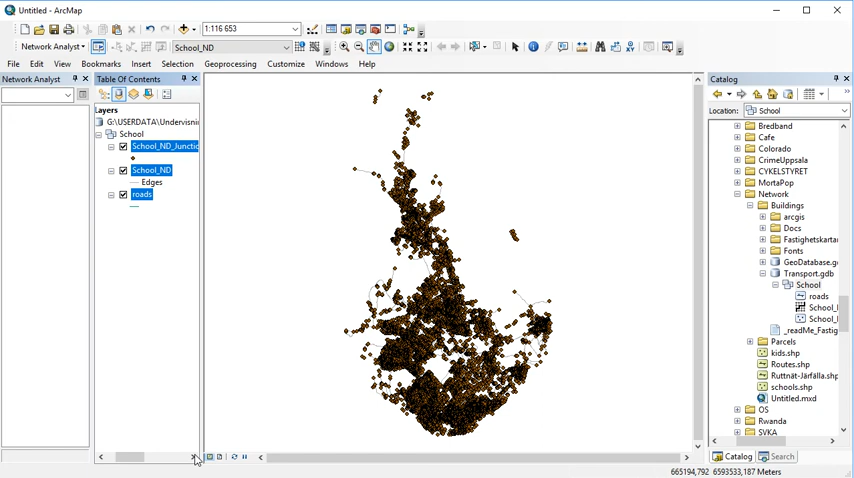 Untitled - ArcMap
1:116 653
Network Analyst
School_ND
File Edit View Bookmarks Insert Selection Geoprocessing Customize Windows Help
Network Analyst
Table Of Contents
Layers
G:\USERDATA\Undervisni
School
School_ND_Junctio
School_ND
Edges
roads
Catalog
Location: School
Bredband
Cafe
Colorado
CrimeUppsala
CYKELSTYRET
MortaPop
Network
Buildings
arcgis
Docs
Fastighetskarta
Fonts
GeoDatabase.g
Transport.gdb
School
roads
School_
School_
_readMe_Fastig
Parcels
kids.shp
Routes.shp
Ruttnät-Järfälla.shp
schools.shp
Untitled.mxd
OS
Rwanda
SVKA
Catalog Search
665194,792 6593533,187 Meters